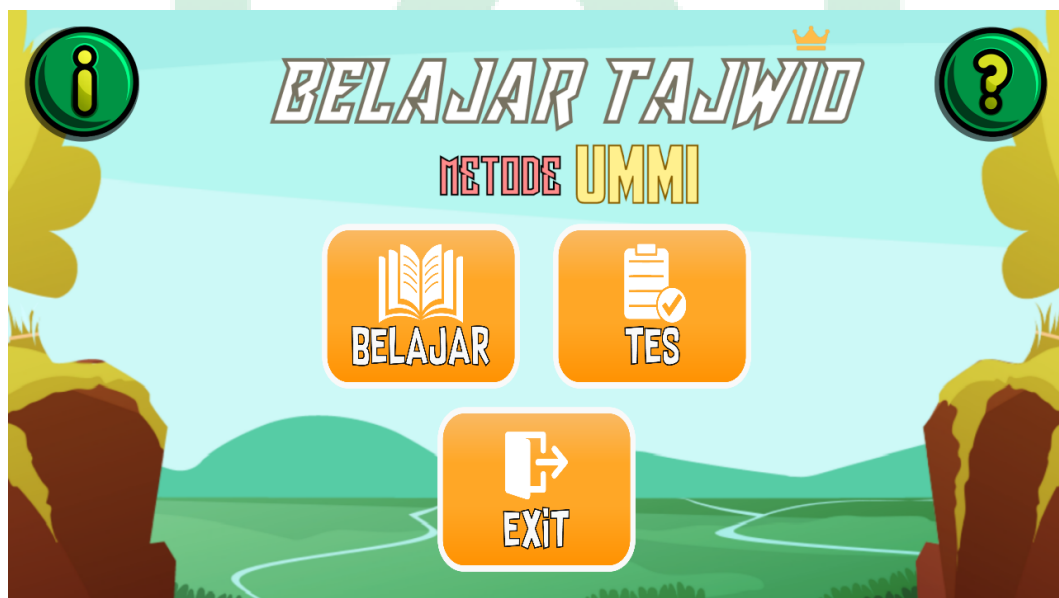 BELAJAR TAJWID
METODE UMMI
BELAJAR
TES
EXiT